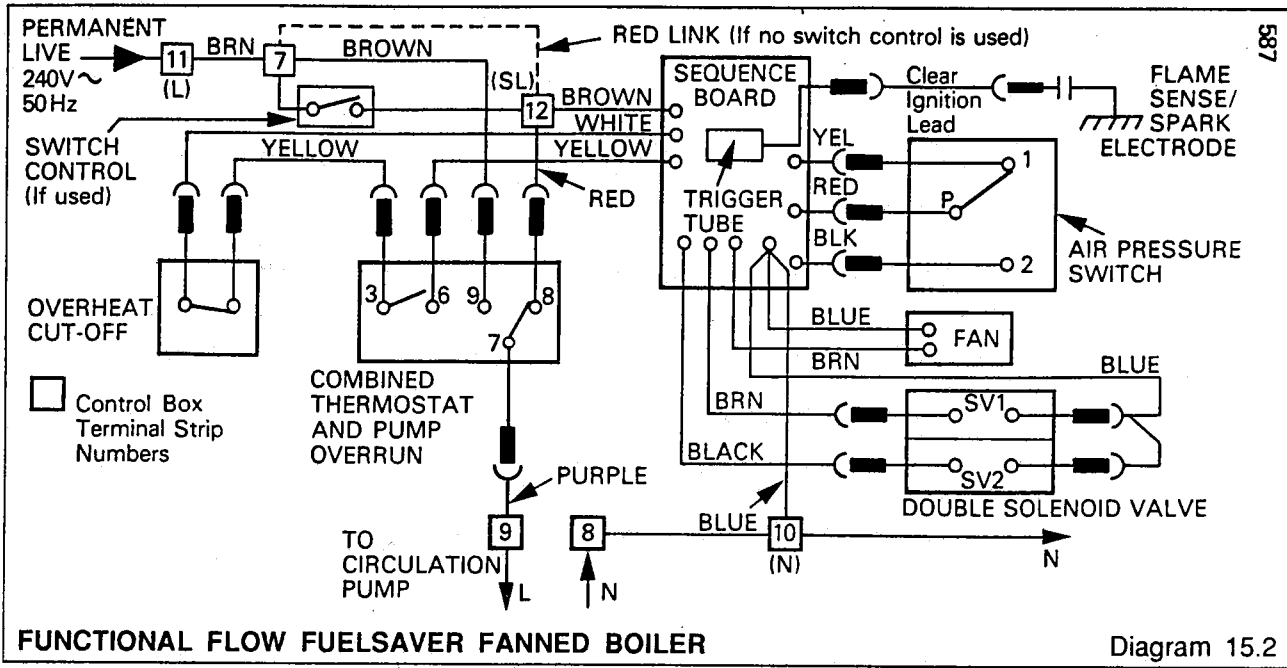 PERMANENT
LIVE
240V ~
50Hz
11
(L)
BRN
7
BROWN
RED LINK (If no switch control is used)
587
(SL)
12
BROWN
WHITE
YELLOW
SWITCH
CONTROL
(If used)
YELLOW
RED
SEQUENCE
BOARD
TRIGGER
TUBE
Clear
Ignition
Lead
FLAME
SENSE/
SPARK
ELECTRODE
YEL
RED
BLK
1
P
2
AIR PRESSURE
SWITCH
OVERHEAT
CUT-OFF
3
6
9
8
7
COMBINED
THERMOSTAT
AND PUMP
OVERRUN
Control Box
Terminal Strip
Numbers
BLUE
FAN
BRN
BLUE
BRN
SV1
BLACK
SV2
DOUBLE SOLENOID VALVE
PURPLE
TO
CIRCULATION
PUMP
9
L
8
N
BLUE
10
(N)
N
FUNCTIONAL FLOW FUELSAVER FANNED BOILER
Diagram 15.2